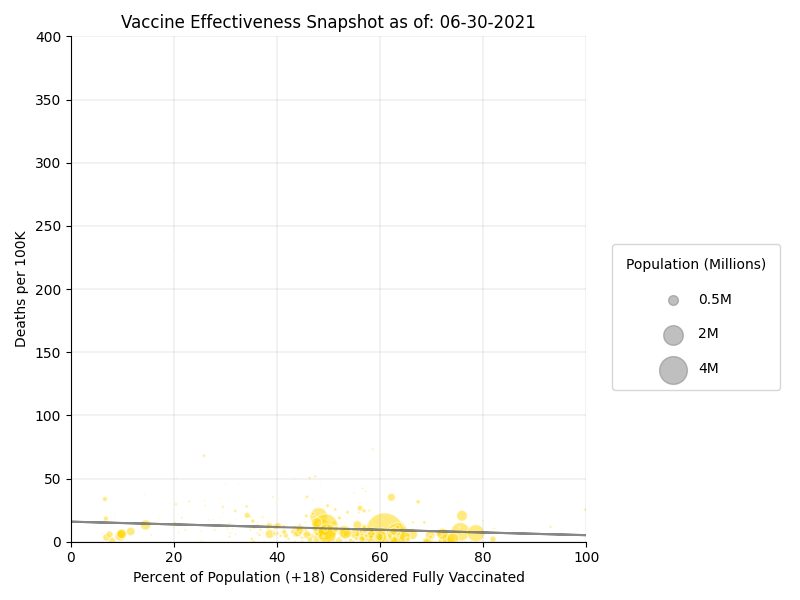 Vaccine Effectiveness Snapshot as of: 06-30-2021
400
350
300
250
200
150
100
50
0
Deaths per 100K
0 20 40 60 80 100
Percent of Population (+18) Considered Fully Vaccinated
Population (Millions)
0.5M
2M
4M